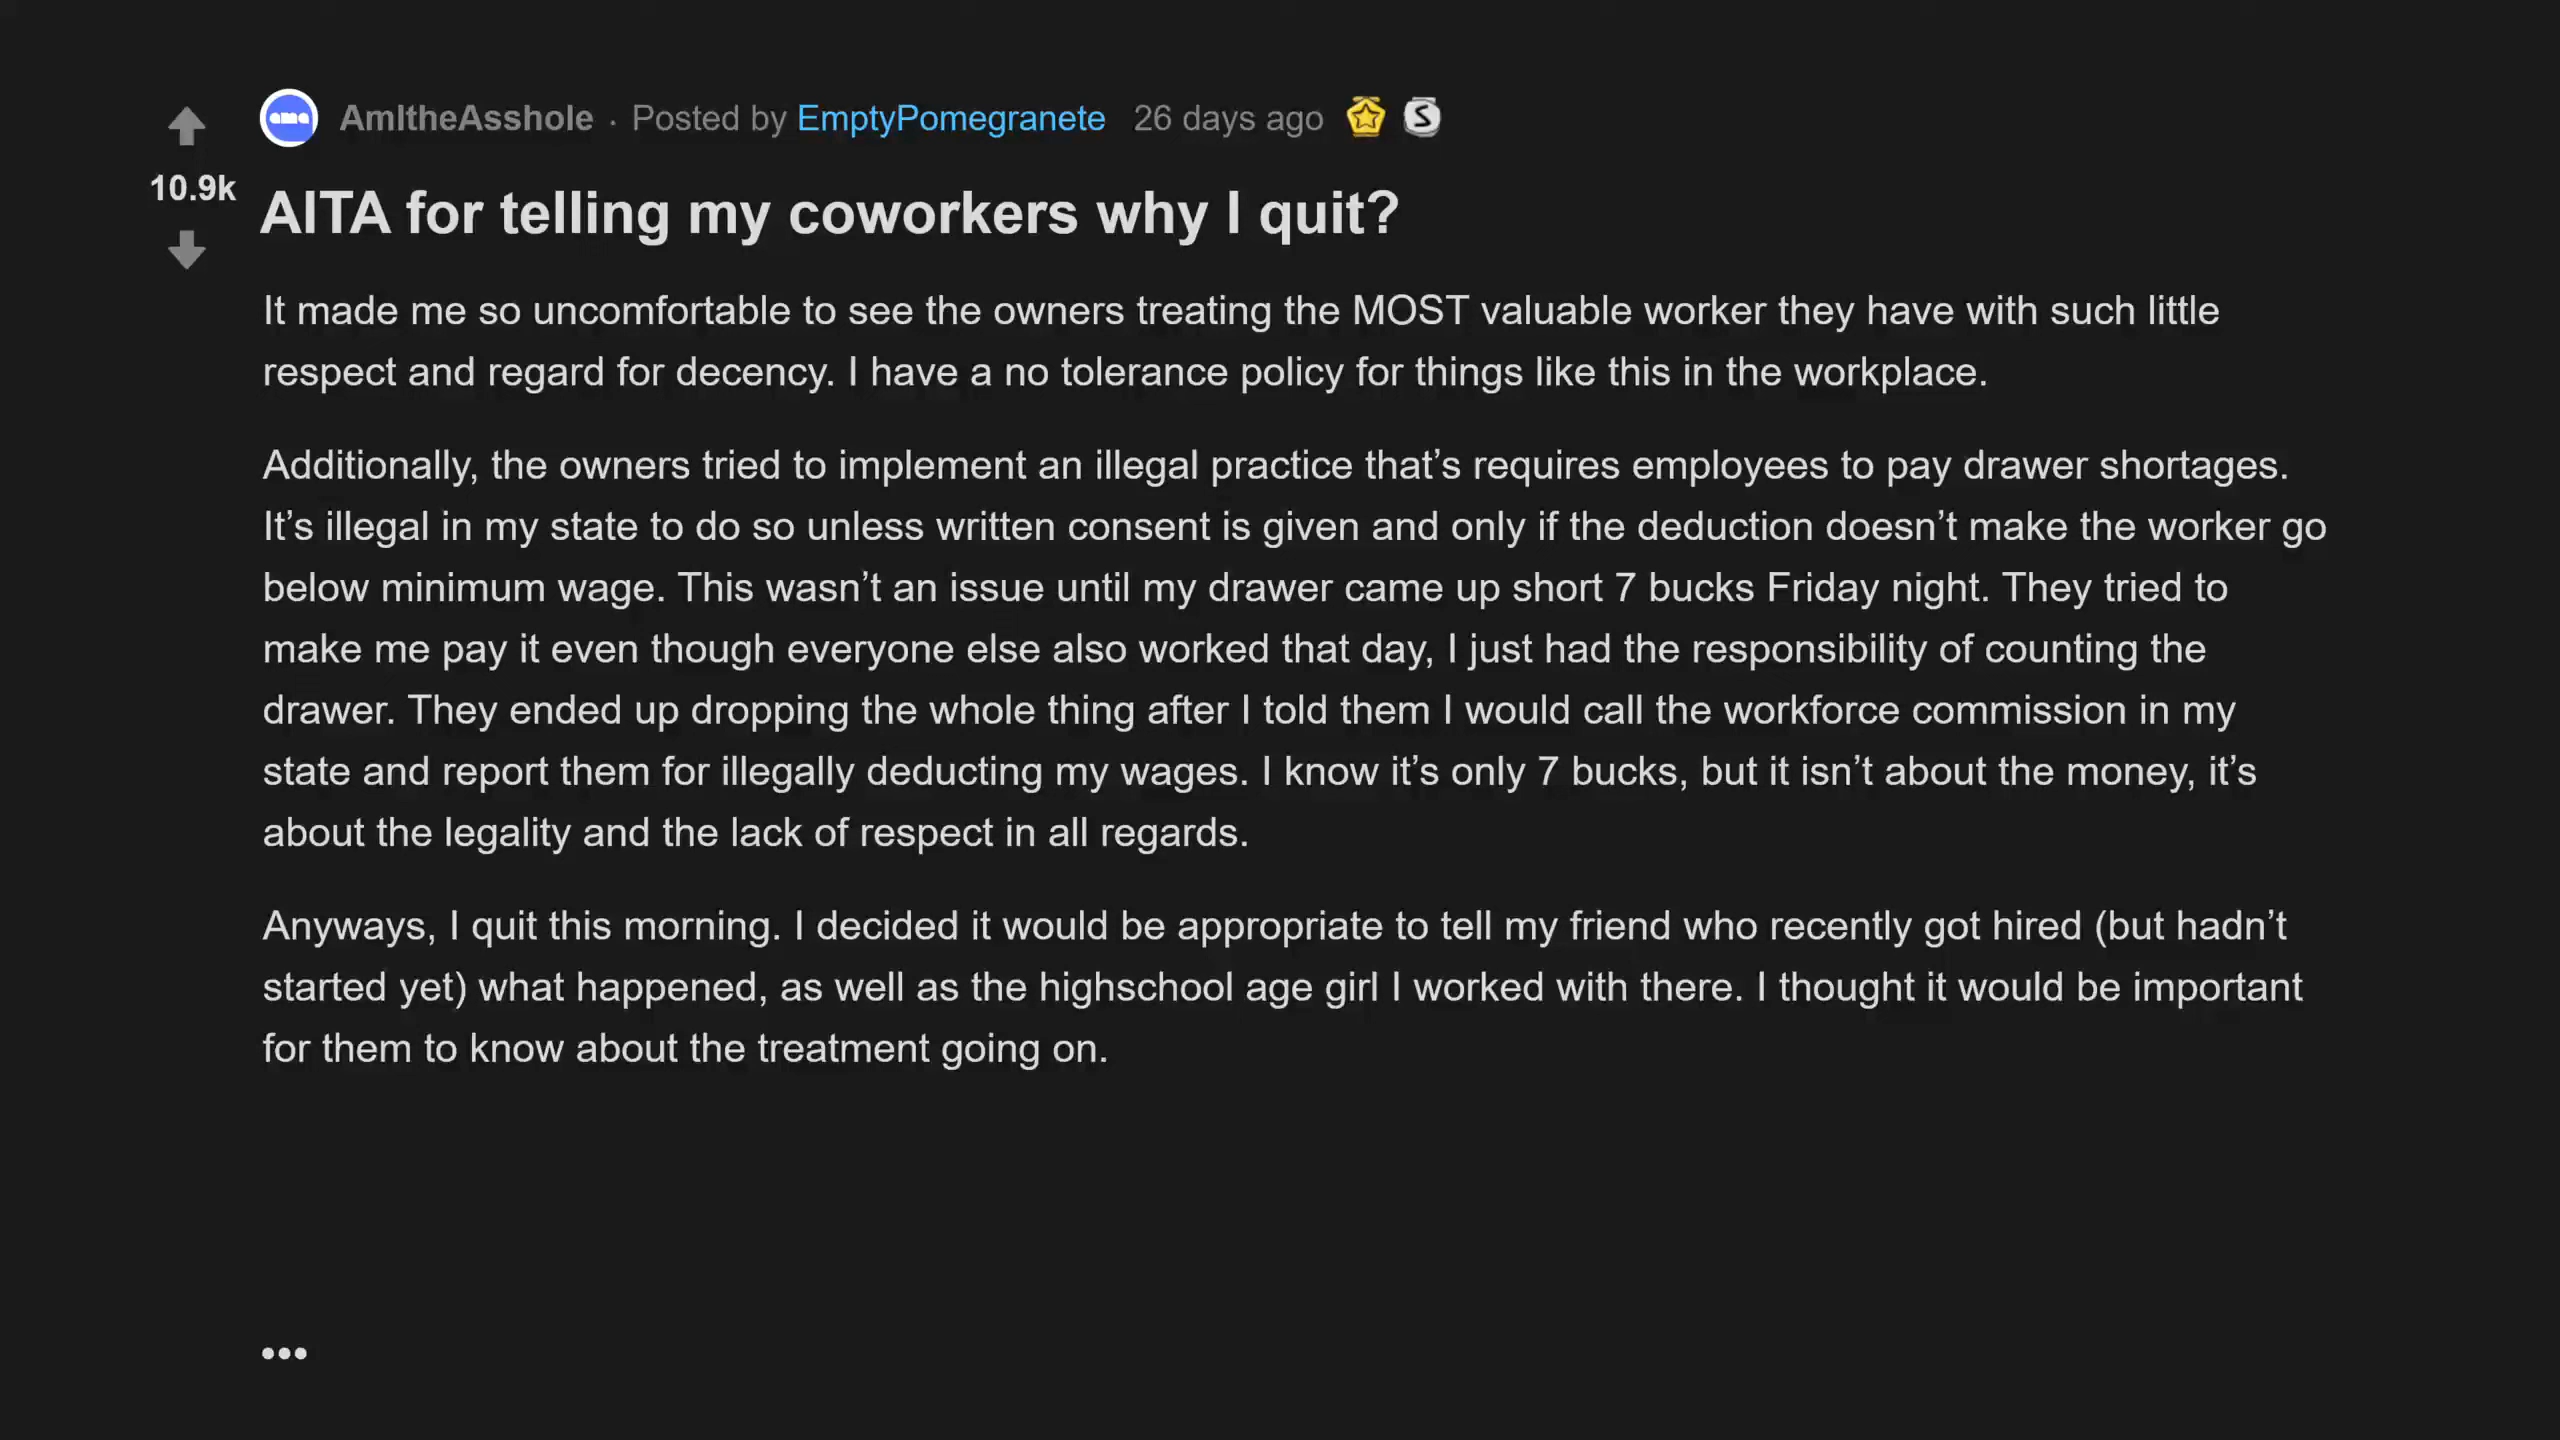 AmItheAsshole · Posted by EmptyPomegranete 26 days ago
10.9k
AITA for telling my coworkers why I quit?
It made me so uncomfortable to see the owners treating the MOST valuable worker they have with such little
respect and regard for decency. I have a no tolerance policy for things like this in the workplace.
Additionally, the owners tried to implement an illegal practice that’s requires employees to pay drawer shortages.
It’s illegal in my state to do so unless written consent is given and only if the deduction doesn’t make the worker go
below minimum wage. This wasn’t an issue until my drawer came up short 7 bucks Friday night. They tried to
make me pay it even though everyone else also worked that day, I just had the responsibility of counting the
drawer. They ended up dropping the whole thing after I told them I would call the workforce commission in my
state and report them for illegally deducting my wages. I know it’s only 7 bucks, but it isn’t about the money, it’s
about the legality and the lack of respect in all regards.
Anyways, I quit this morning. I decided it would be appropriate to tell my friend who recently got hired (but hadn’t
started yet) what happened, as well as the highschool age girl I worked with there. I thought it would be important
for them to know about the treatment going on.
•••